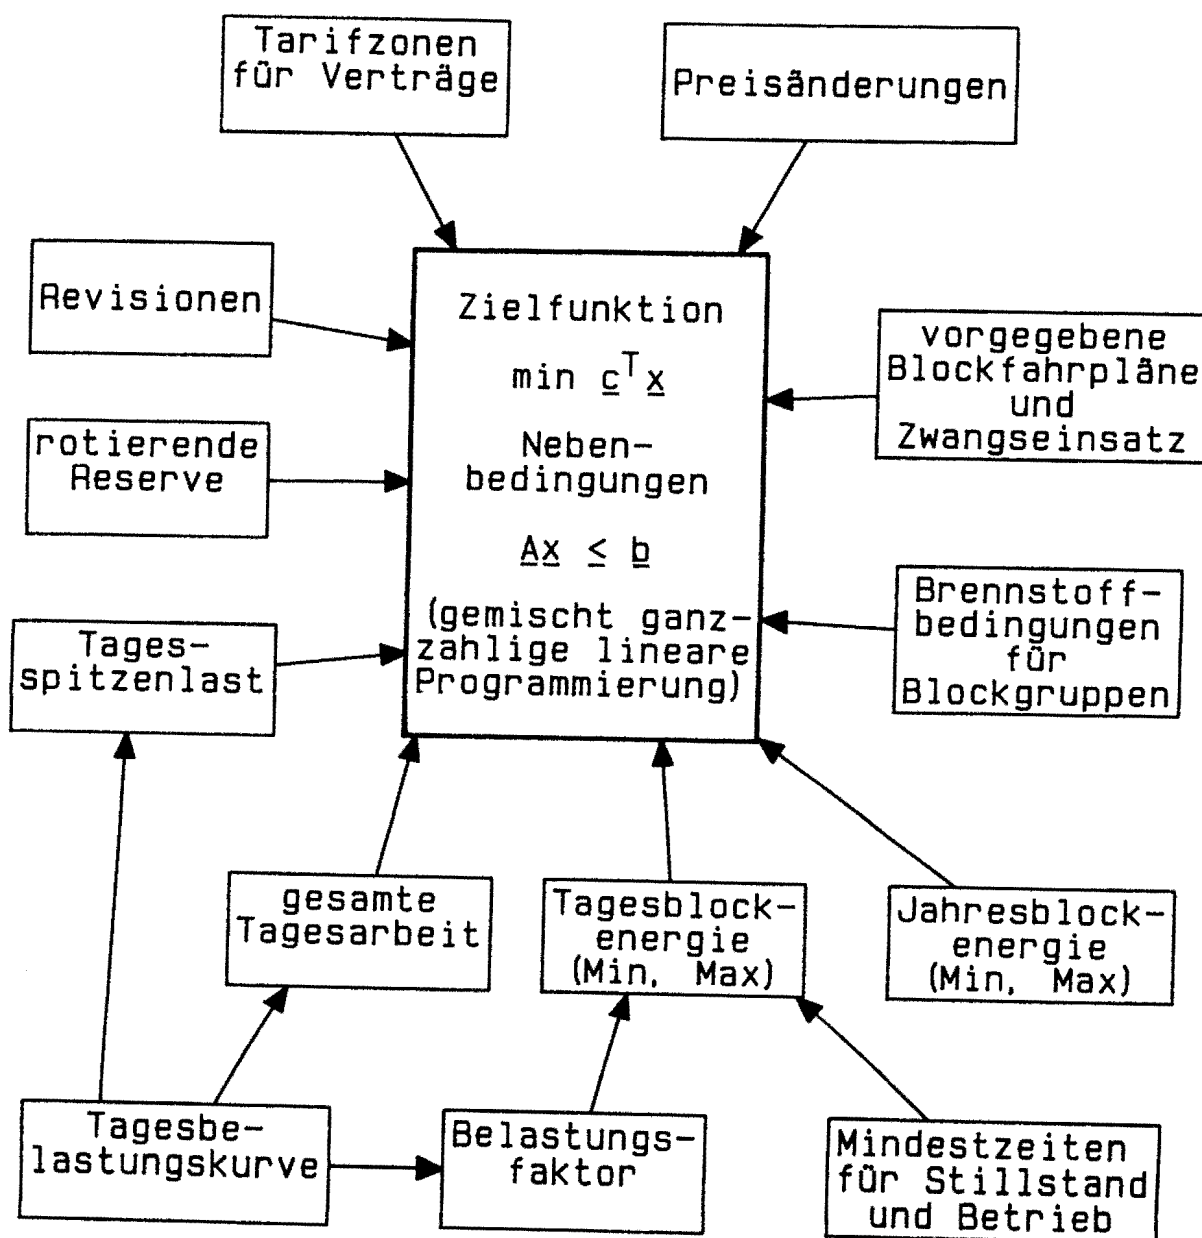 Tarifzonen
für Verträge
Preisänderungen
Revisionen
rotierende
Reserve
Tages-
spitzenlast
Zielfunktion
min c^T x
Neben-
bedingungen
Ax ≤ b
(gemischt ganz-
zahlige lineare
Programmierung)
vorgegebene
Blockfahrpläne
und
Zwangseinsatz
Brennstoff-
bedingungen
für
Blockgruppen
gesamte
Tagesarbeit
Tagesblock-
energie
(Min, Max)
Jahresblock-
energie
(Min, Max)
Tagesbe-
lastungskurve
Belastungs-
faktor
Mindestzeiten
für Stillstand
und Betrieb